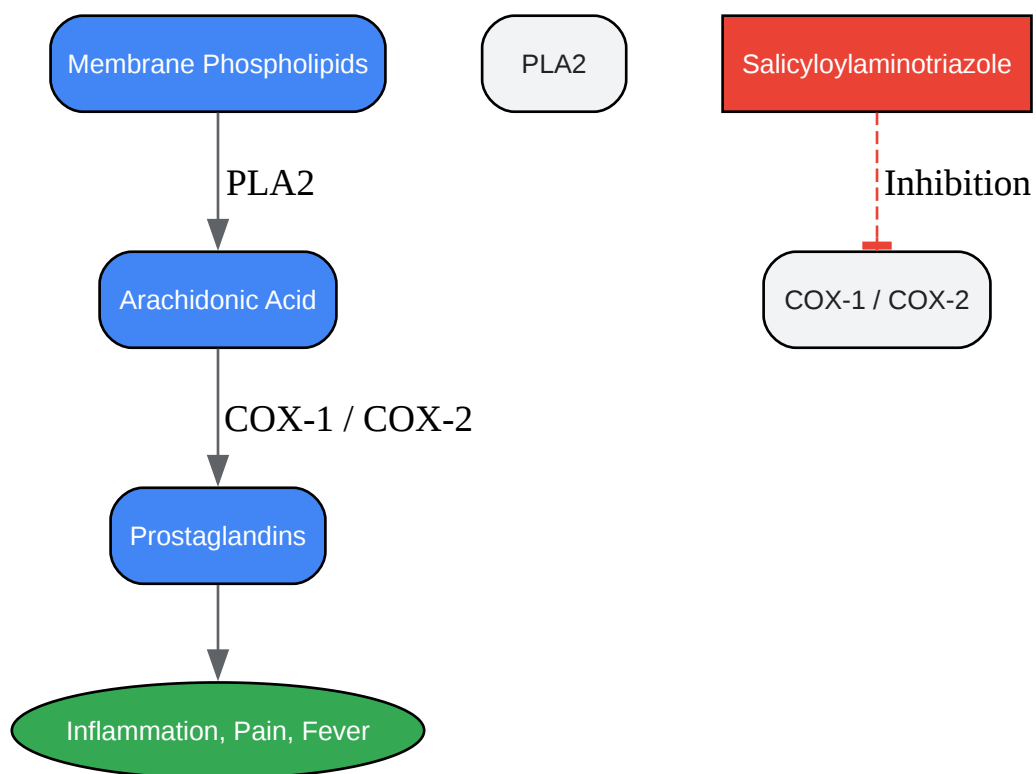 Membrane Phospholipids
PLA2
Salicyloylaminotriazole
PLA2
Inhibition
Arachidonic Acid
COX-1 / COX-2
COX-1 / COX-2
Prostaglandins
Inflammation, Pain, Fever